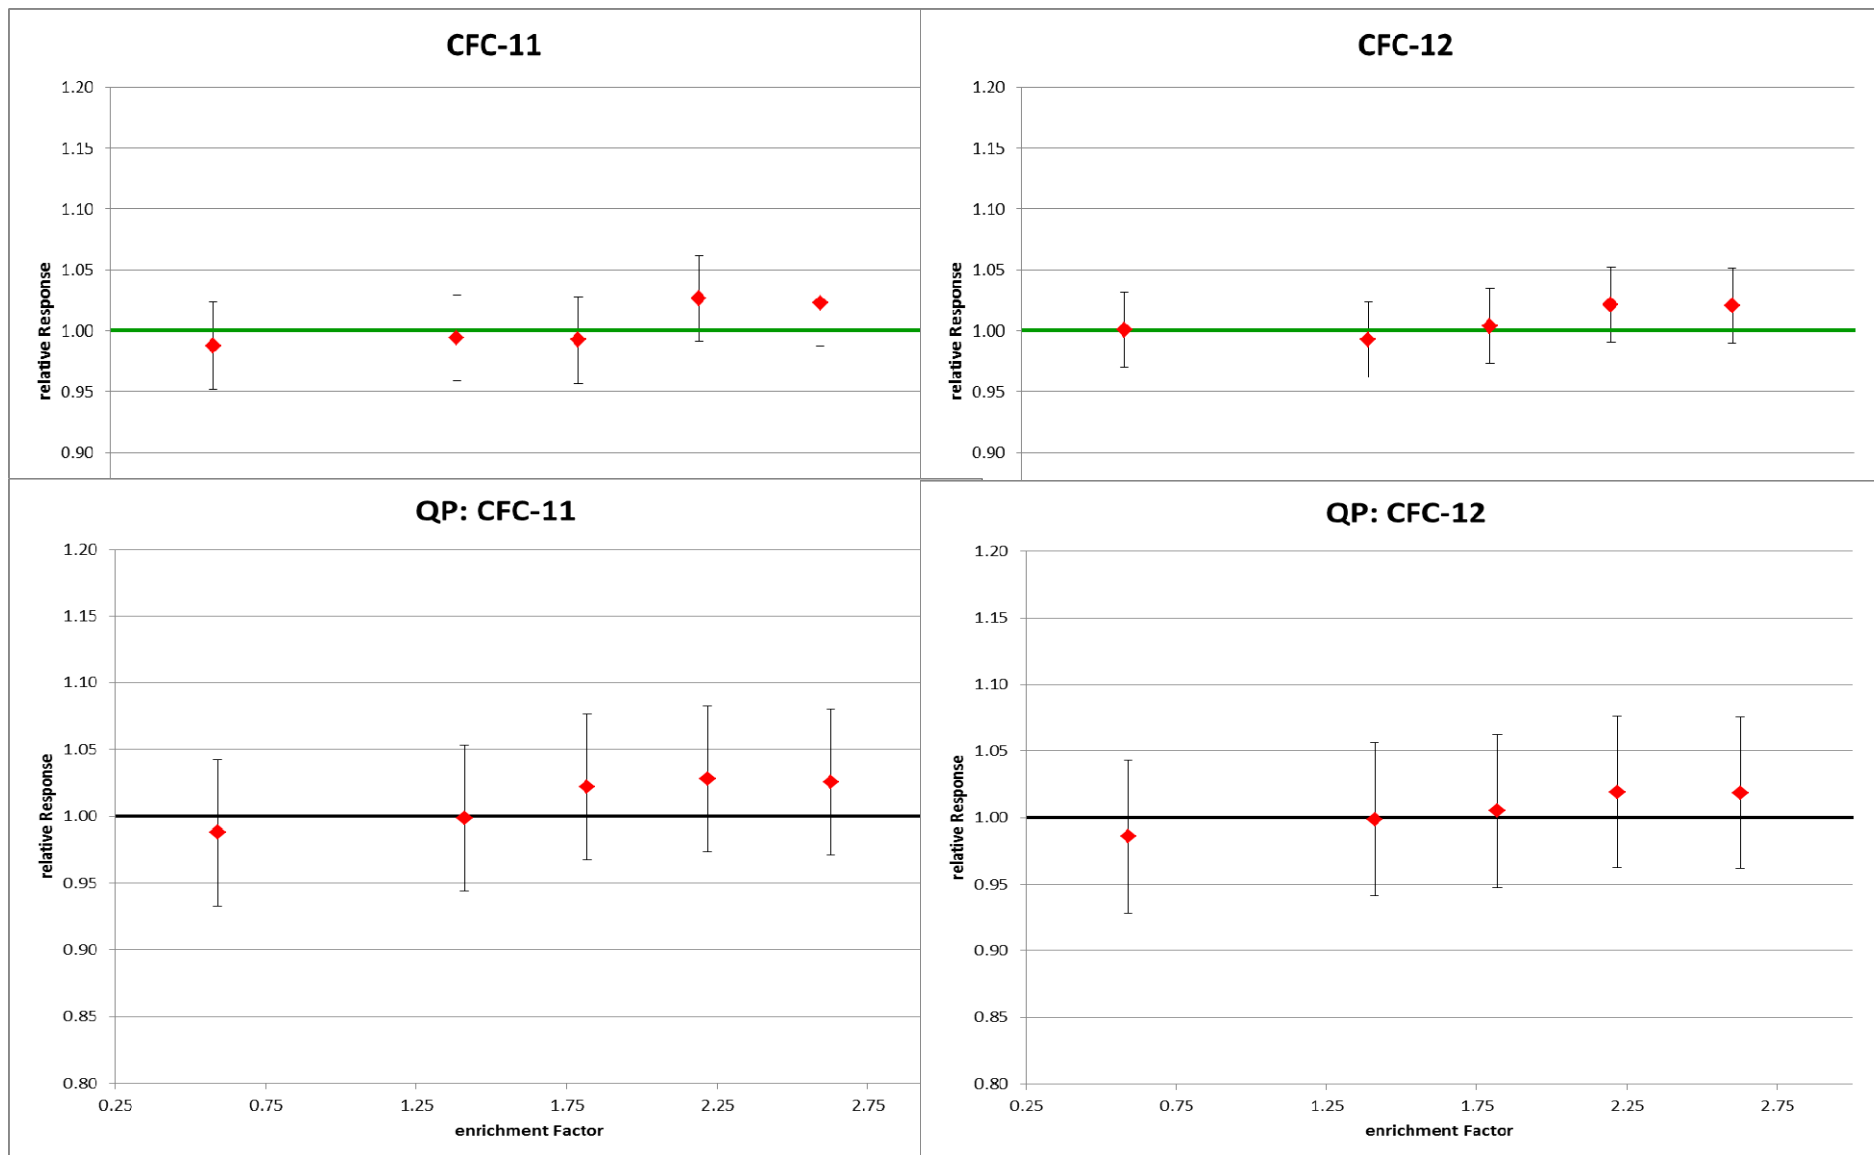 CFC-11
1.20
1.15
1.10
1.05
1.00
0.95
0.90
relative Response
CFC-12
1.20
1.15
1.10
1.05
1.00
0.95
0.90
relative Response
QP: CFC-11
1.20
1.15
1.10
1.05
1.00
0.95
0.90
0.85
0.80
relative Response
0.25 0.75 1.25 1.75 2.25 2.75
enrichment Factor
QP: CFC-12
1.20
1.15
1.10
1.05
1.00
0.95
0.90
0.85
0.80
relative Response
0.25 0.75 1.25 1.75 2.25 2.75
enrichment Factor